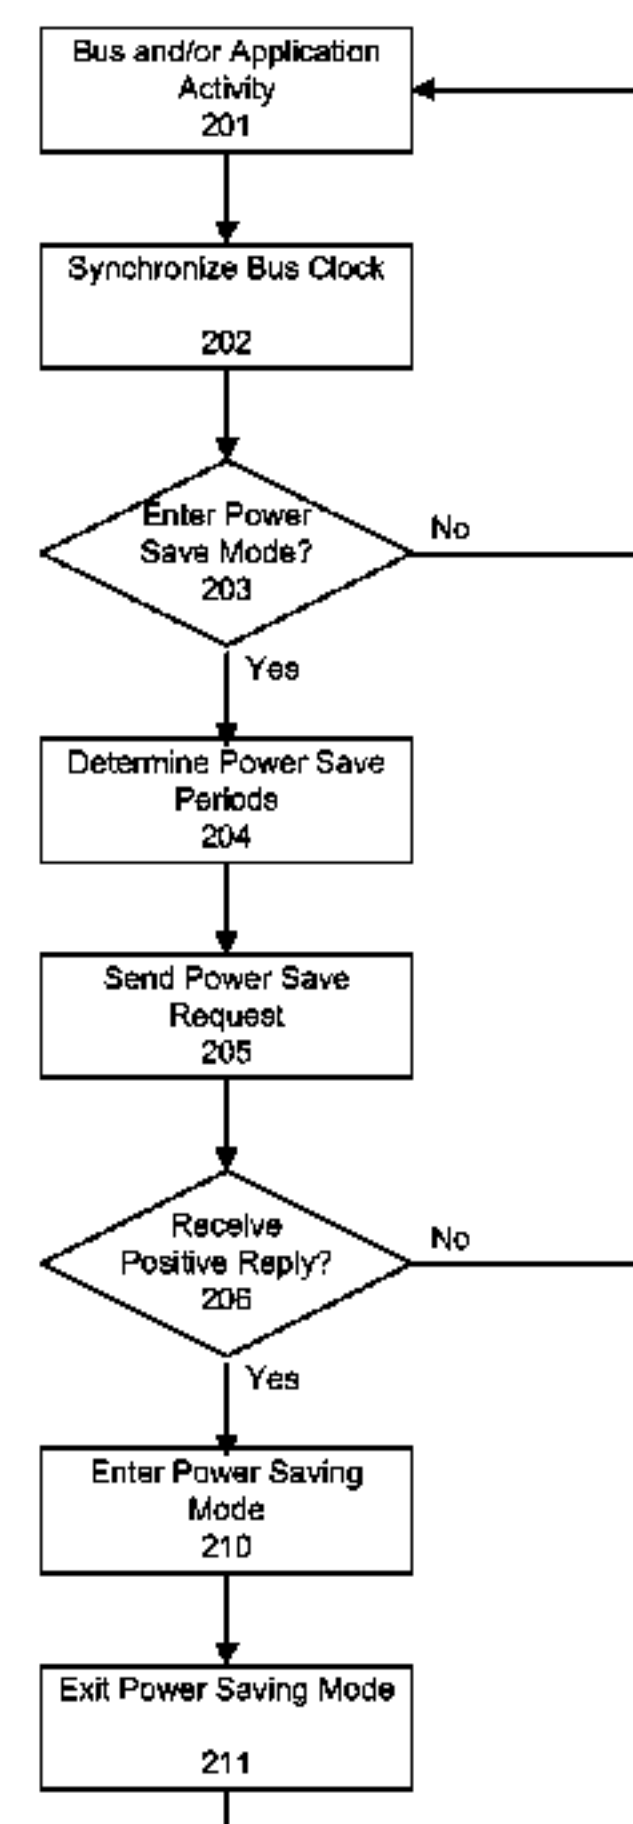 Bus and/or Application
Activity
201
Synchronize Bus Clock
202
Enter Power
Save Mode?
203
No
Yes
Determine Power Save
Periods
204
Send Power Save
Request
205
Receive
Positive Reply?
206
No
Yes
Enter Power Saving
Mode
210
Exit Power Saving Mode
211